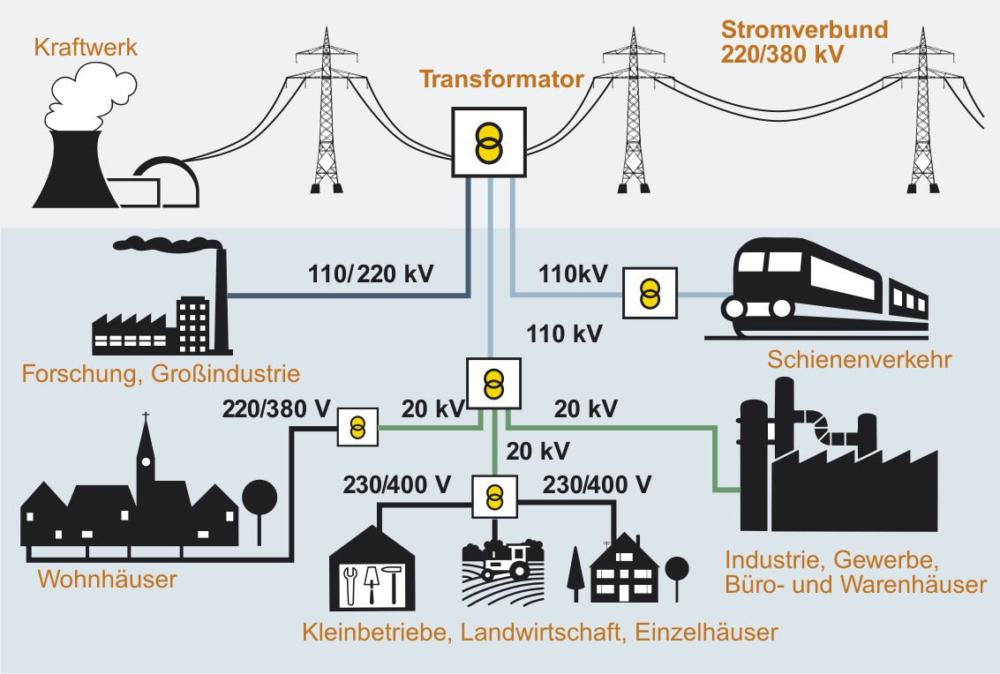 Kraftwerk
Stromverbund
220/380 kV
Transformator
110/220 kV
110kV
110 kV
Forschung, Großindustrie
Schienenverkehr
220/380 V
20 kV
20 kV
20 kV
230/400 V
230/400 V
Wohnhäuser
Industrie, Gewerbe,
Büro- und Warenhäuser
Kleinbetriebe, Landwirtschaft, Einzelhäuser